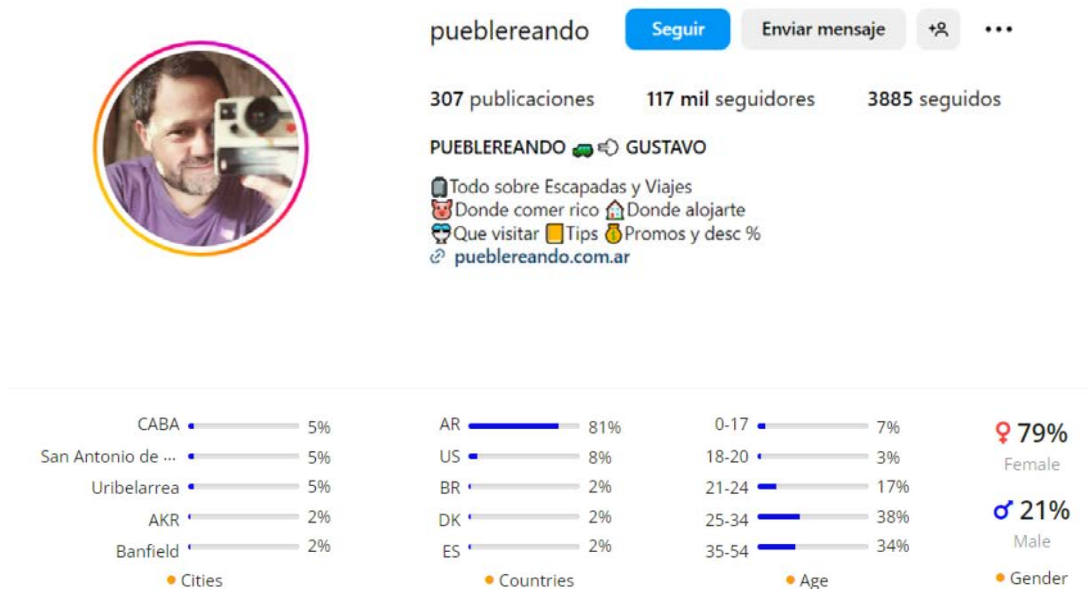 pueblereando Seguir Enviar mensaje
307 publicaciones 117 mil seguidores 3885 seguidos
PUEBLEREANDO 🚙💨 GUSTAVO
🧳Todo sobre Escapadas y Viajes
🐷Donde comer rico 🏠Donde alojarte
😎Que visitar 📒Tips 💰Promos y desc %
pueblereando.com.ar
CABA 5%
San Antonio de ...
5%
Uribelarrea 5%
AKR 2%
Banfield 2%
Cities
AR 81%
US 8%
BR 2%
DK 2%
ES 2%
Countries
0-17 7%
18-20 3%
21-24 17%
25-34 38%
35-54 34%
Age
♀ 79%
Female
♂ 21%
Male
Gender